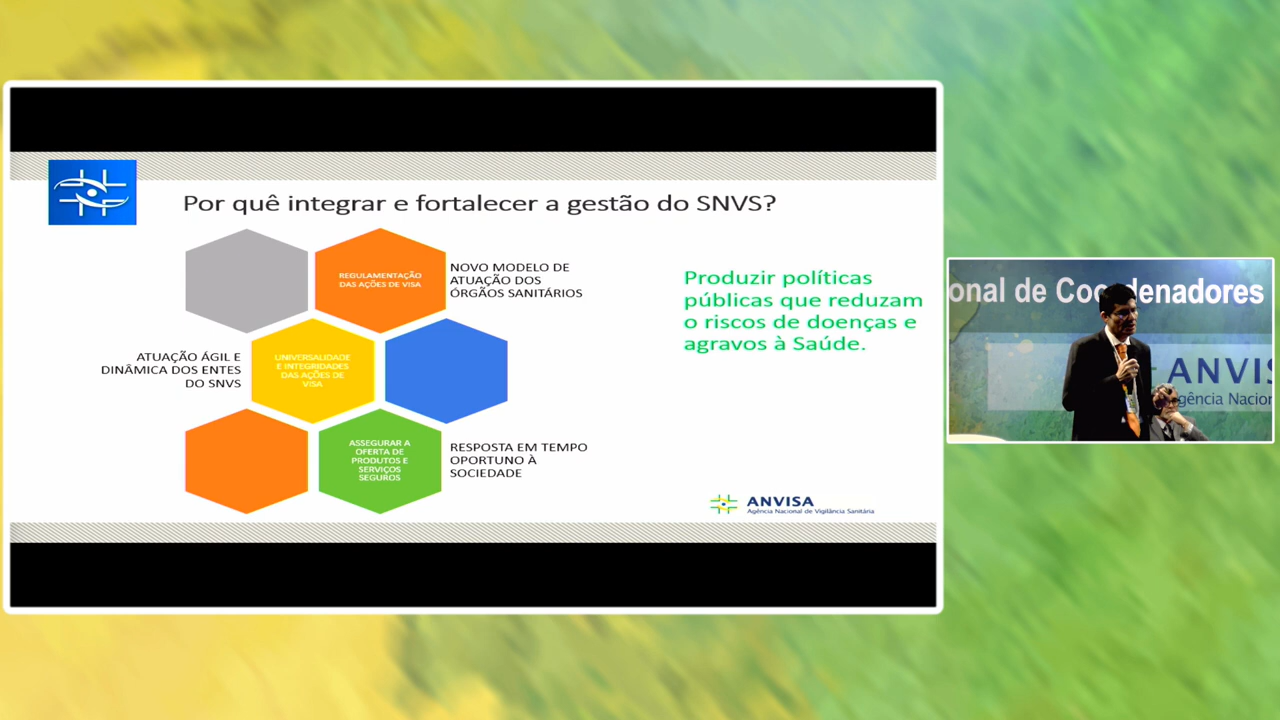 Por quê integrar e fortalecer a gestão do SNVS?
REGULAMENTAÇÃO
DAS AÇÕES DE VISA
NOVO MODELO DE
ATUAÇÃO DOS
ÓRGÃOS SANITÁRIOS
ATUAÇÃO ÁGIL E
DINÂMICA DOS ENTES
DO SNVS
UNIVERSALIDADE
E INTEGRIDADES
DAS AÇÕES DE
VISA
ASSEGURAR A
OFERTA DE
PRODUTOS E
SERVIÇOS
SEGUROS
RESPOSTA EM TEMPO
OPORTUNO À
SOCIEDADE
Produzir políticas
públicas que reduzam
o riscos de doenças e
agravos à Saúde.
ANVISA
Agência Nacional de Vigilância Sanitária
onal de Coordenadores
ANVIS
gência Nacion